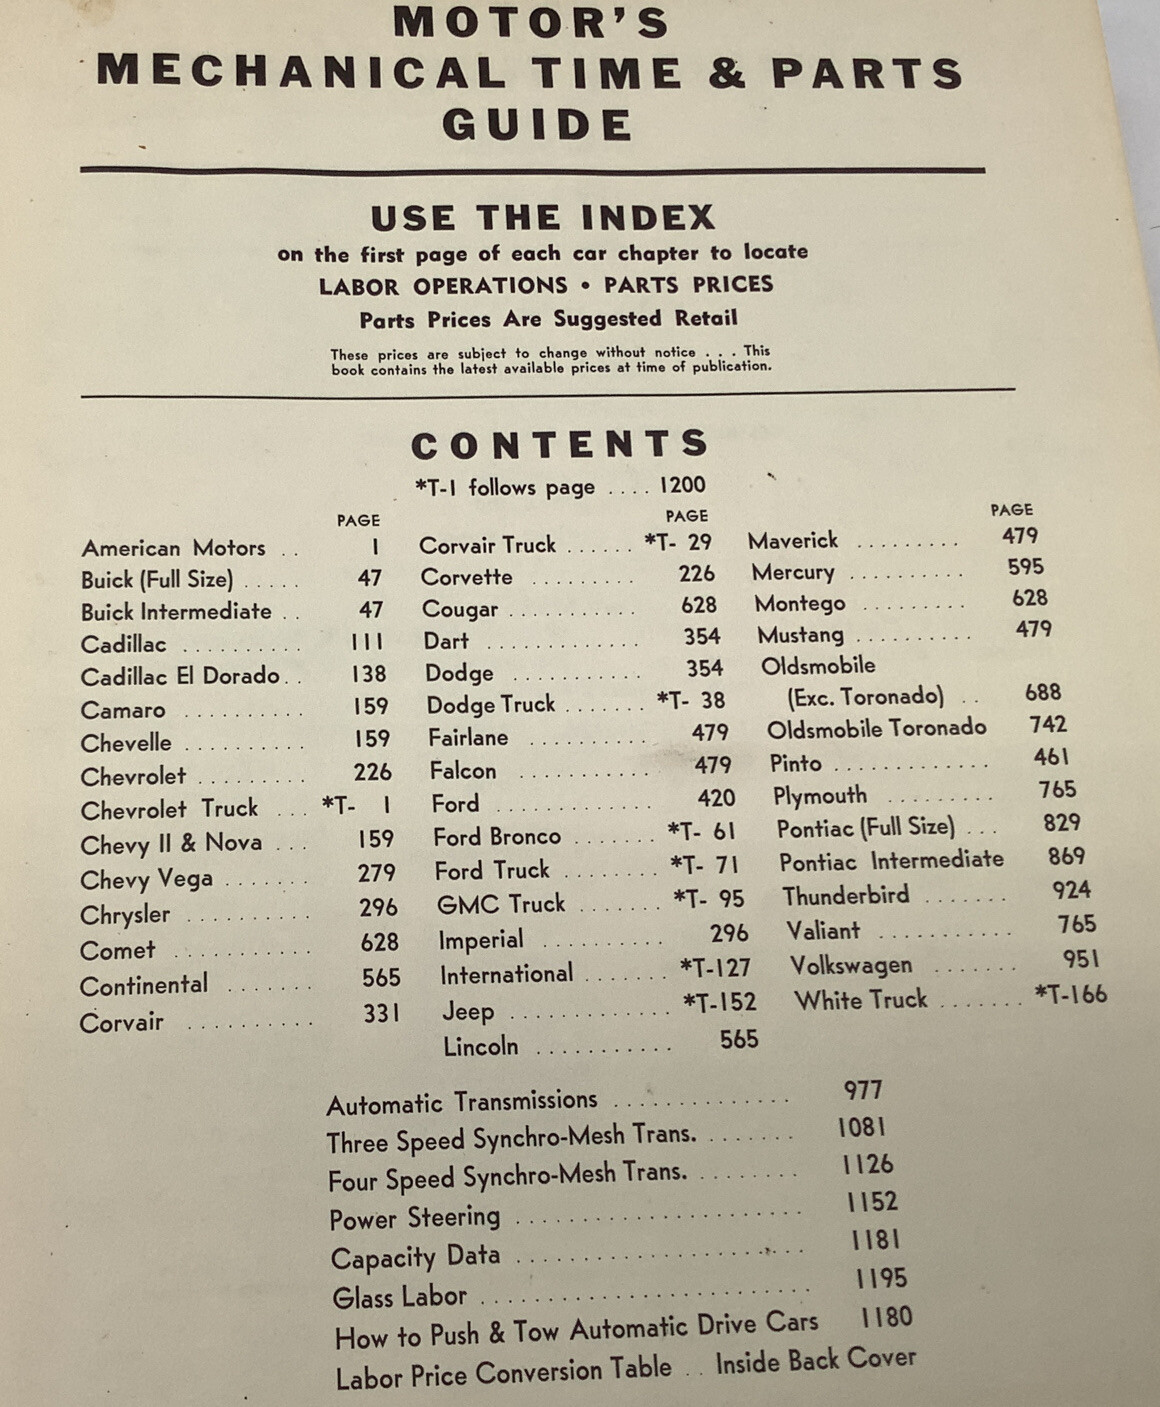 MOTOR'S
MECHANICAL TIME & PARTS
GUIDE
USE THE INDEX
on the first page of each car chapter to locate
LABOR OPERATIONS • PARTS PRICES
Parts Prices Are Suggested Retail
These prices are subject to change without notice . . . This
book contains the latest available prices at time of publication.
CONTENTS
*T-1 follows page .... 1200
PAGE
American Motors .. 1
Buick (Full Size) ..... 47
Buick Intermediate .. 47
Cadillac .......... 111
Cadillac El Dorado.. 138
Camaro .......... 159
Chevelle .......... 159
Chevrolet ......... 226
Chevrolet Truck ... *T- 1
Chevy II & Nova ... 159
Chevy Vega ....... 279
Chrysler .......... 296
Comet ........... 628
Continental ....... 565
Corvair .......... 331
PAGE
Corvair Truck ...... *T- 29
Corvette ......... 226
Cougar ........... 628
Dart ............. 354
Dodge ........... 354
Dodge Truck ....... *T- 38
Fairlane .......... 479
Falcon ............ 479
Ford ............. 420
Ford Bronco ....... *T- 61
Ford Truck ........ *T- 71
GMC Truck ....... *T- 95
Imperial .......... 296
International ....... *T-127
Jeep ............. *T-152
Lincoln ........... 565
PAGE
Maverick ......... 479
Mercury .......... 595
Montego ......... 628
Mustang .......... 479
Oldsmobile
(Exc. Toronado) .. 688
Oldsmobile Toronado 742
Pinto ............. 461
Plymouth ......... 765
Pontiac (Full Size) ... 829
Pontiac Intermediate 869
Thunderbird ....... 924
Valiant ........... 765
Volkswagen ....... 951
White Truck ....... *T-166
Automatic Transmissions .............. 977
Three Speed Synchro-Mesh Trans. ....... 1081
Four Speed Synchro-Mesh Trans. ........ 1126
Power Steering ....................... 1152
Capacity Data ....................... 1181
Glass Labor .......................... 1195
How to Push & Tow Automatic Drive Cars 1180
Labor Price Conversion Table .. Inside Back Cover